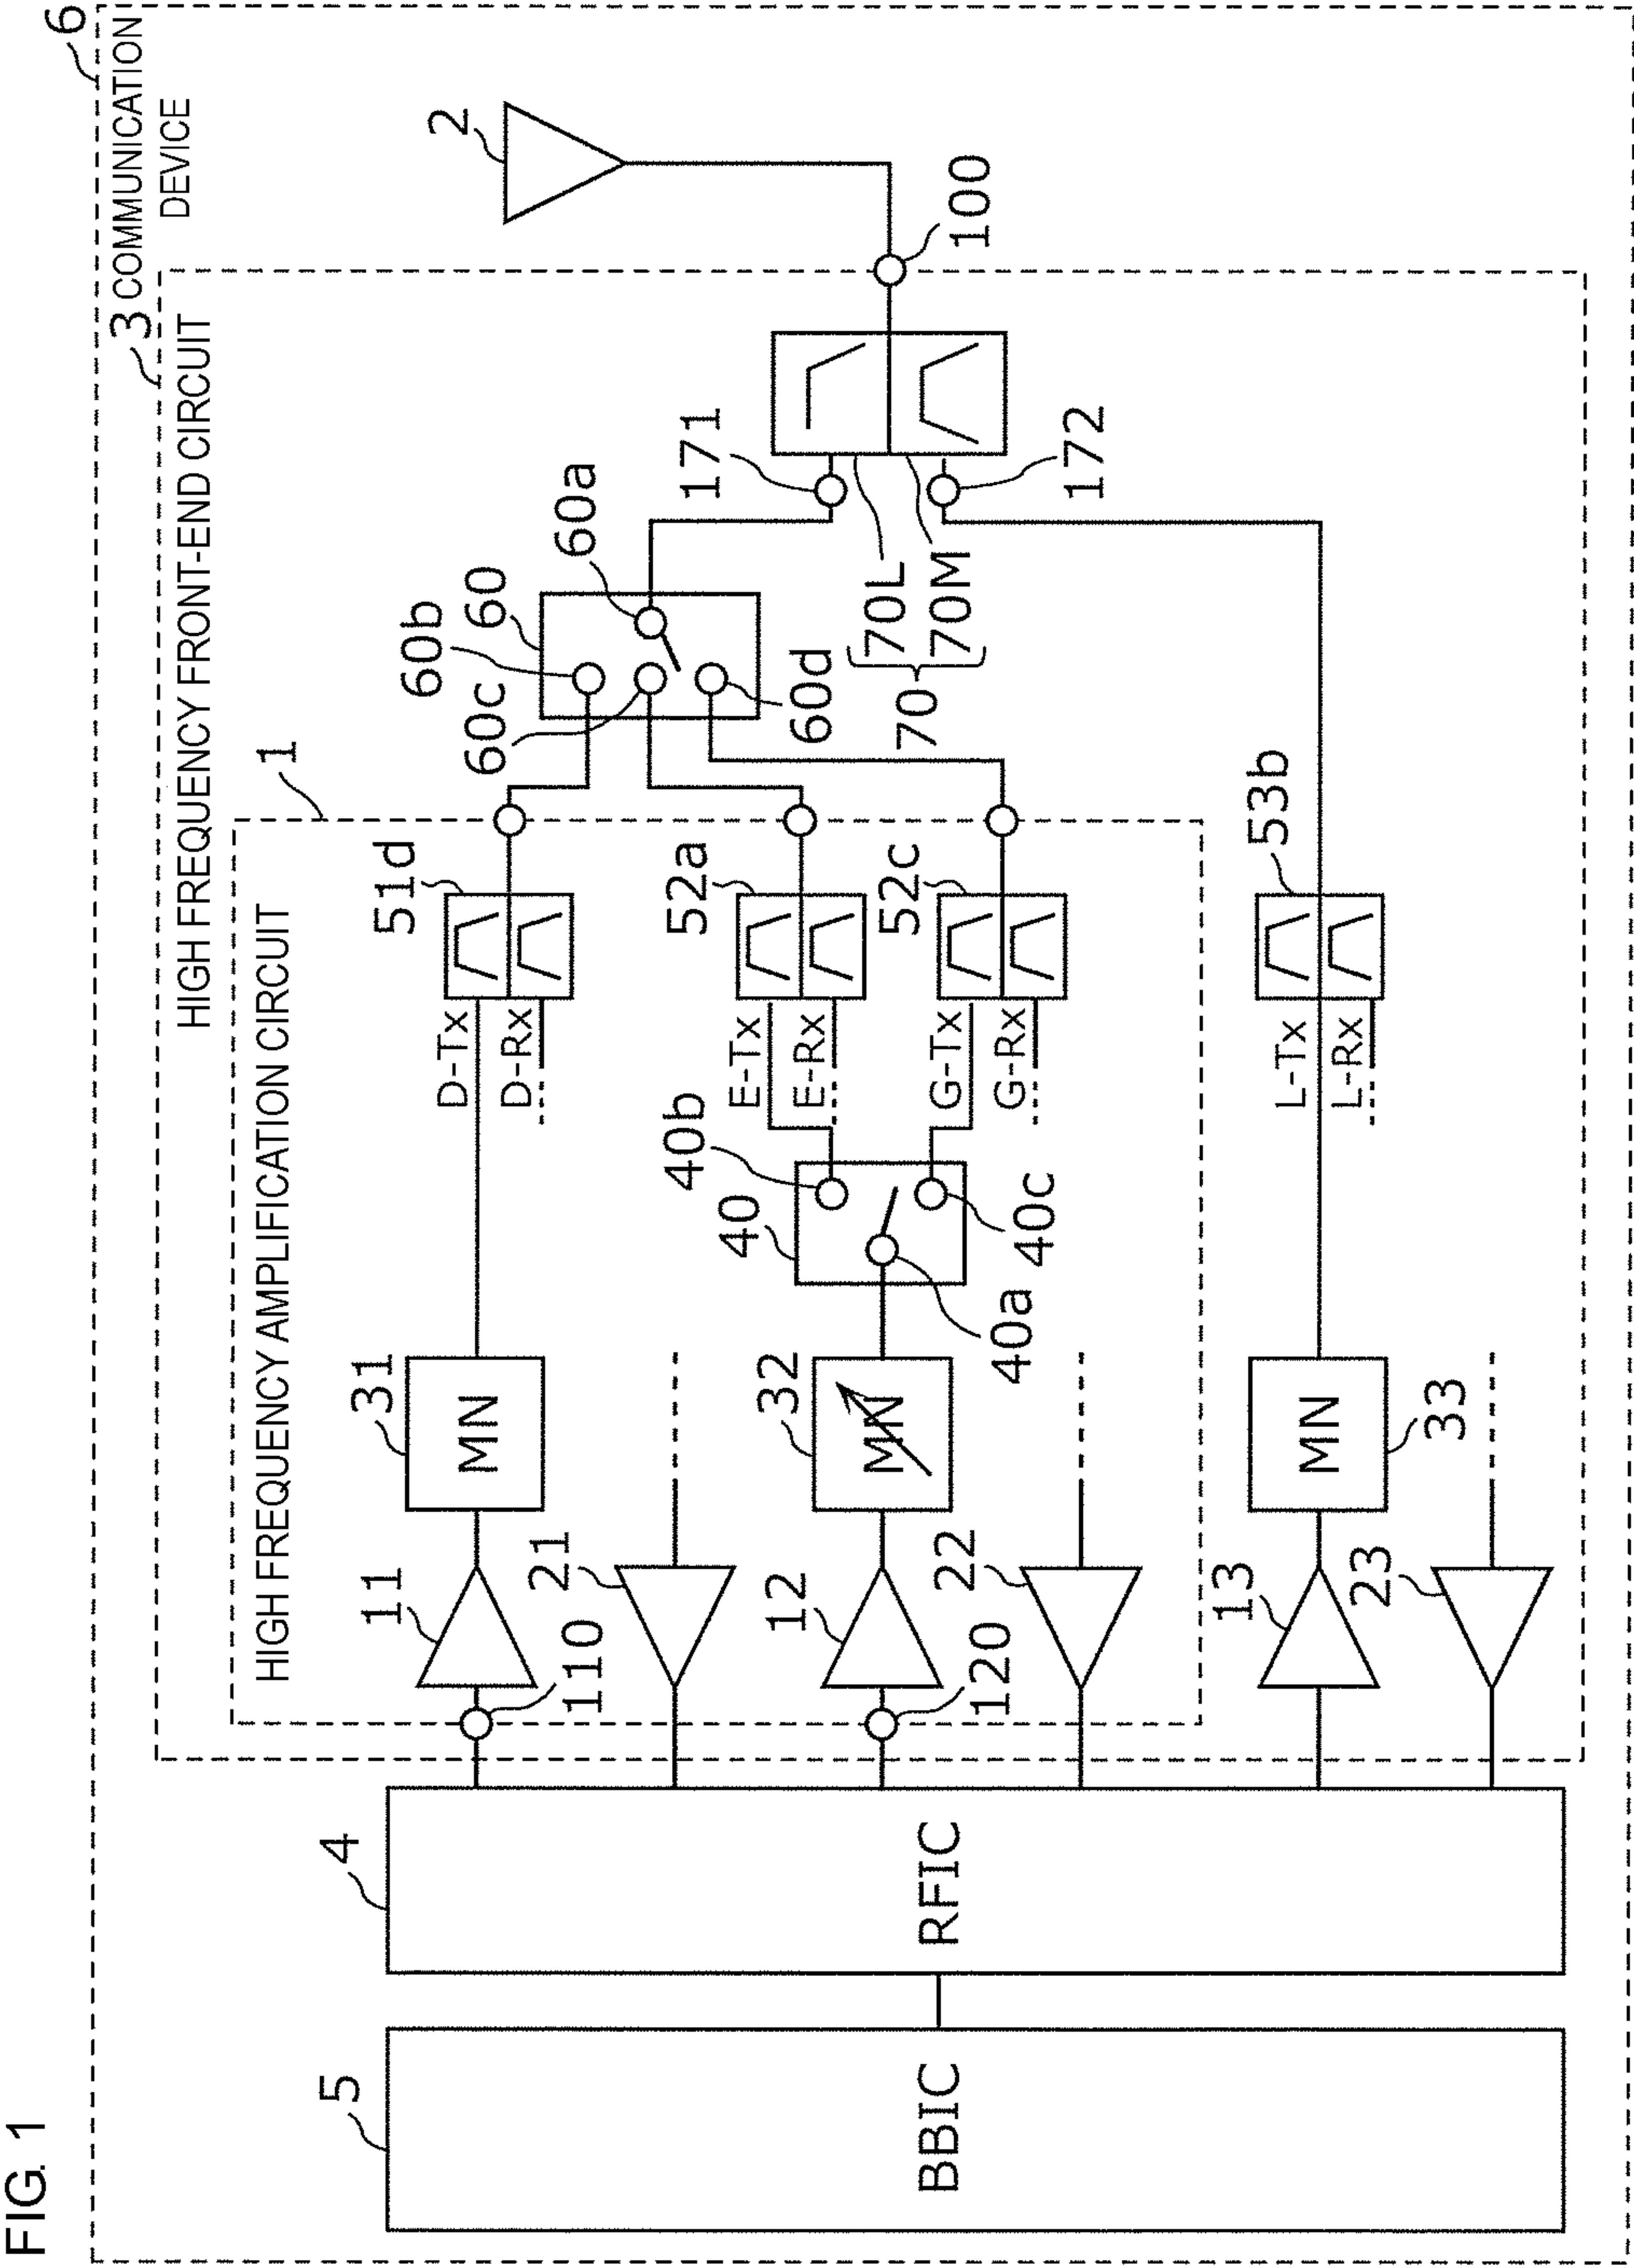 FIG. 1
6
COMMUNICATION
DEVICE
3
HIGH FREQUENCY FRONT-END CIRCUIT
1
HIGH FREQUENCY AMPLIFICATION CIRCUIT
5
BBIC
4
RFIC
110
11
31
MN
D-Tx
D-Rx
51d
21
120
12
32
MN
40
40a
40b
40c
E-Tx
E-Rx
52a
G-Tx
G-Rx
52c
22
13
33
MN
L-Tx
L-Rx
53b
23
60
60a
60b
60c
60d
171
172
70
70L
70M
100
2